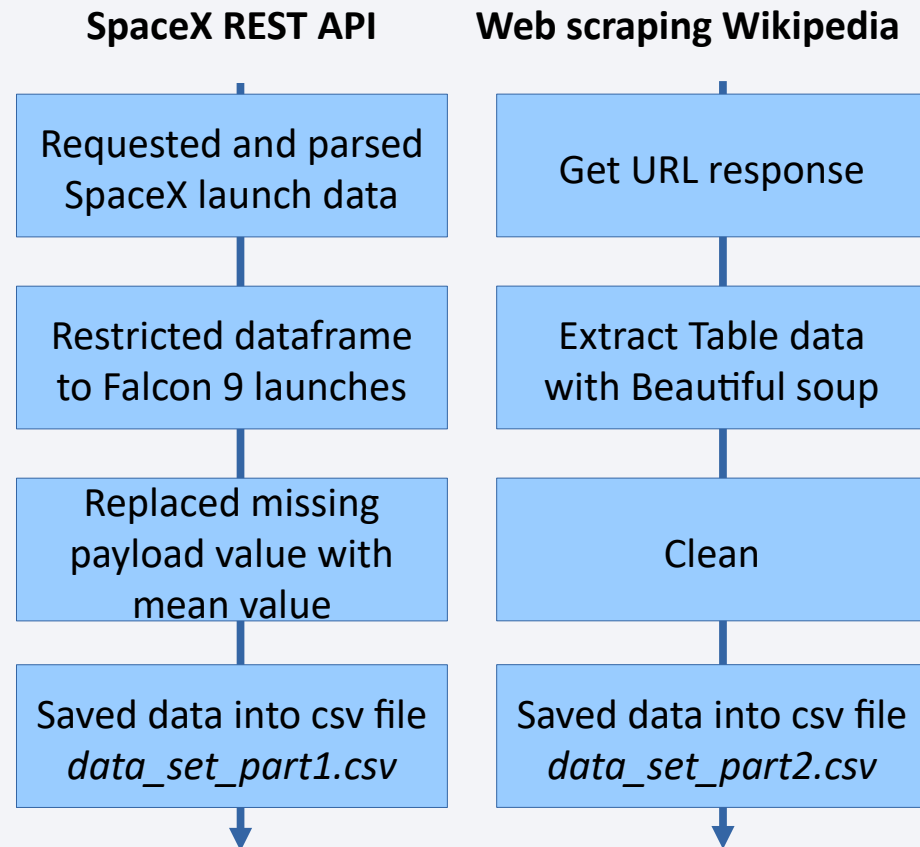 SpaceX REST API
Requested and parsed
SpaceX launch data
Restricted dataframe
to Falcon 9 launches
Replaced missing
payload value with
mean value
Saved data into csv file
data_set_part1.csv
Web scraping Wikipedia
Get URL response
Extract Table data
with Beautiful soup
Clean
Saved data into csv file
data_set_part2.csv